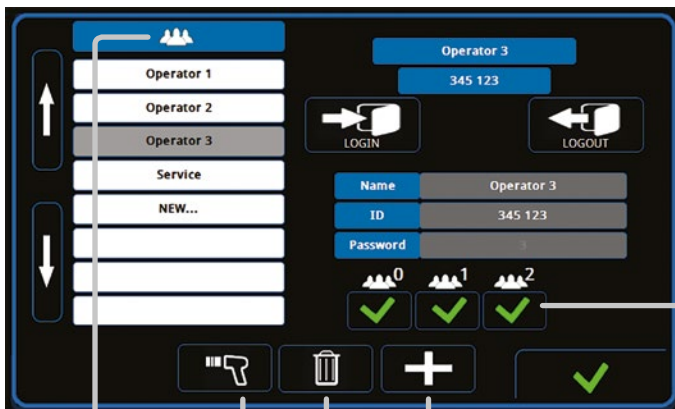 Operator 1
Operator 2
Operator 3
Service
NEW...
Operator 3
345 123
LOGIN
LOGOUT
Name Operator 3
ID 345 123
Password 3
0 1 2